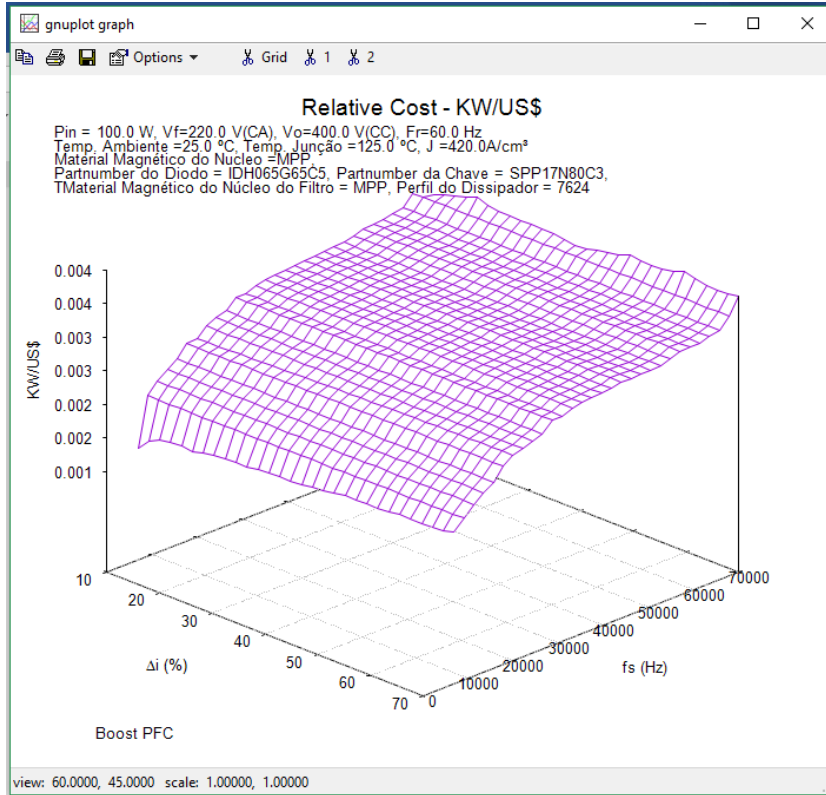 gnuplot graph
Options Grid 1 2
Relative Cost - KW/US$
Pin = 100.0 W, Vf=220.0 V(CA), Vo=400.0 V(CC), Fr=60.0 Hz
Temp. Ambiente =25.0 ºC, Temp. Junção =125.0 ºC, J =420.0A/cm³
Material Magnético do Nucleo =MPP,
Partnumber do Diodo = IDH065G65C5, Partnumber da Chave = SPP17N80C3,
TMaterial Magnético do Núcleo do Filtro = MPP, Perfil do Dissipador = 7624
0.004
0.004
0.003
0.003
0.002
0.002
0.001
KW/US$
10
20
30
40
50
60
70
Δi (%)
0
10000
20000
30000
40000
50000
60000
70000
fs (Hz)
Boost PFC
view: 60.0000, 45.0000 scale: 1.00000, 1.00000